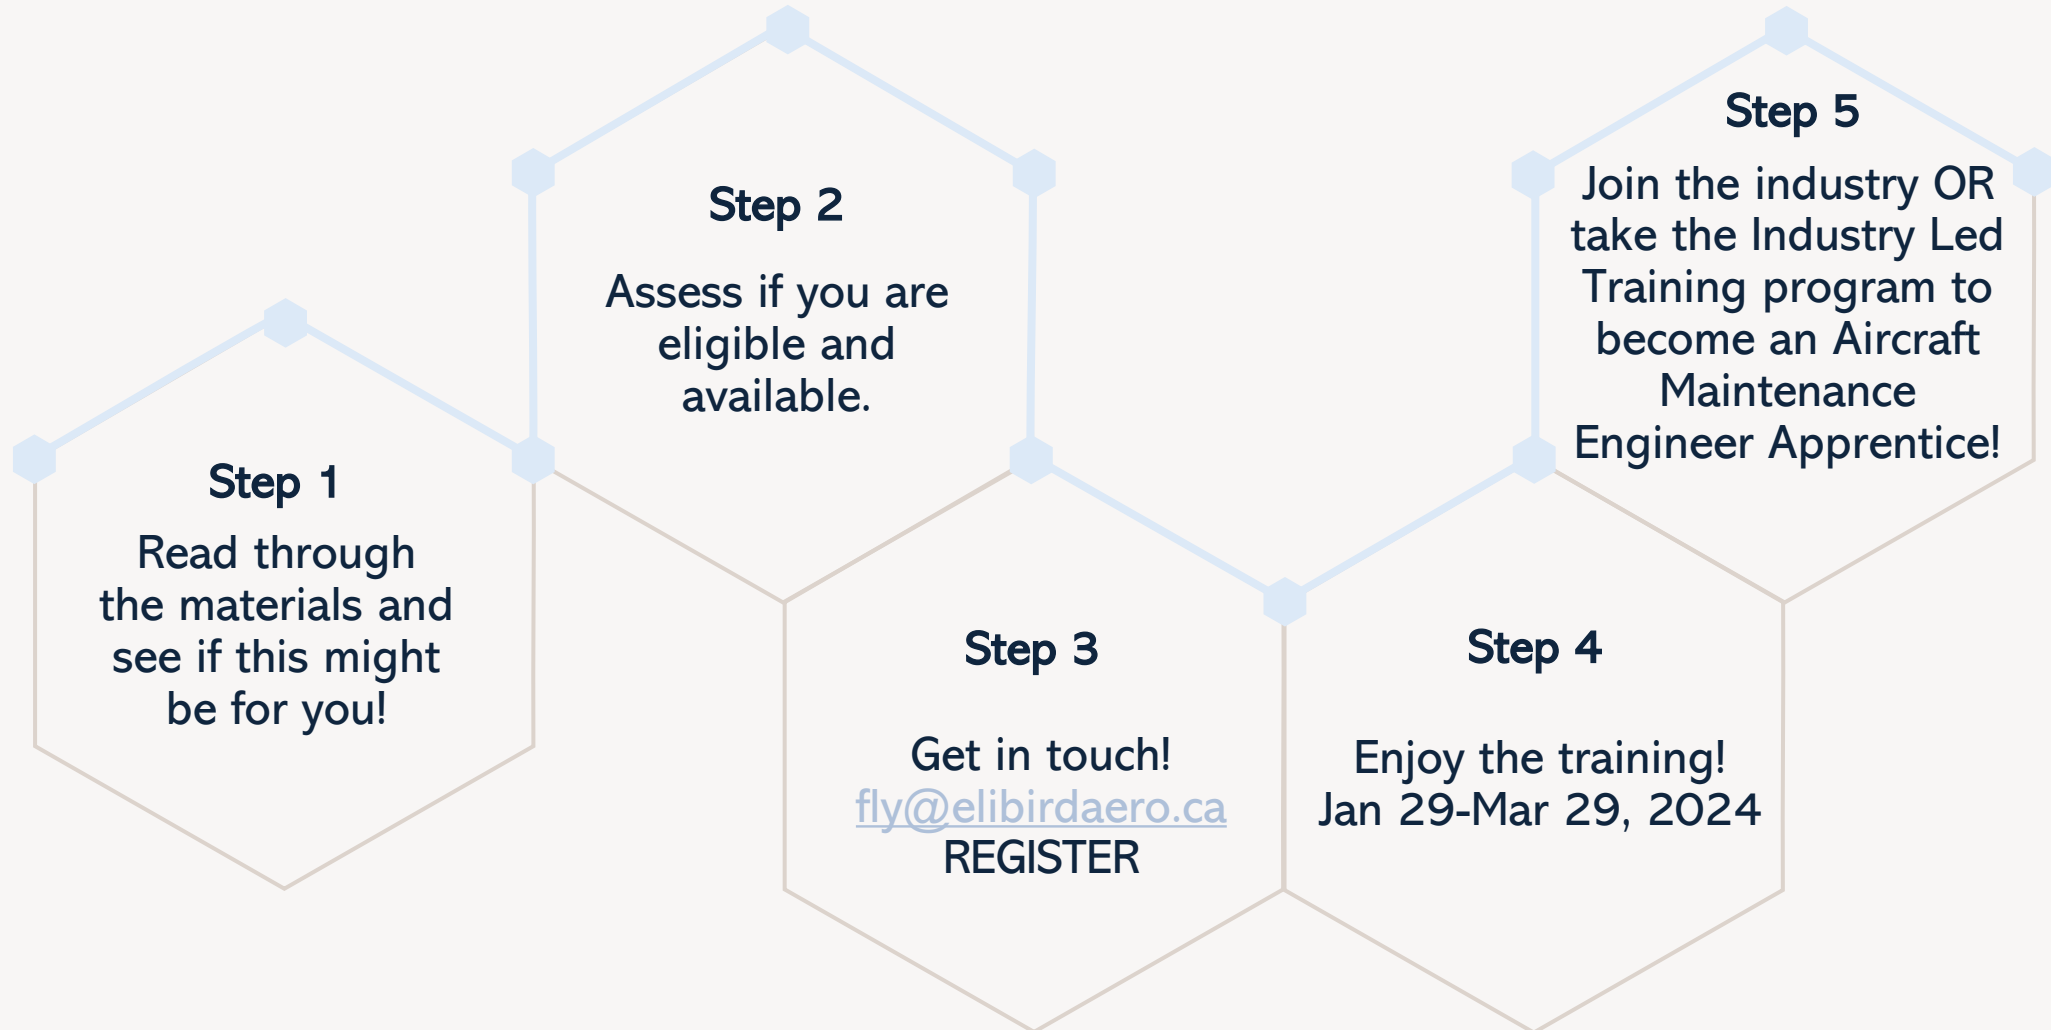 Step 1
Read through
the materials and
see if this might
be for you!
Step 2
Assess if you are
eligible and
available.
Step 3
Get in touch!
fly@elibirdaero.ca
REGISTER
Step 4
Enjoy the training!
Jan 29-Mar 29, 2024
Step 5
Join the industry OR
take the Industry Led
Training program to
become an Aircraft
Maintenance
Engineer Apprentice!